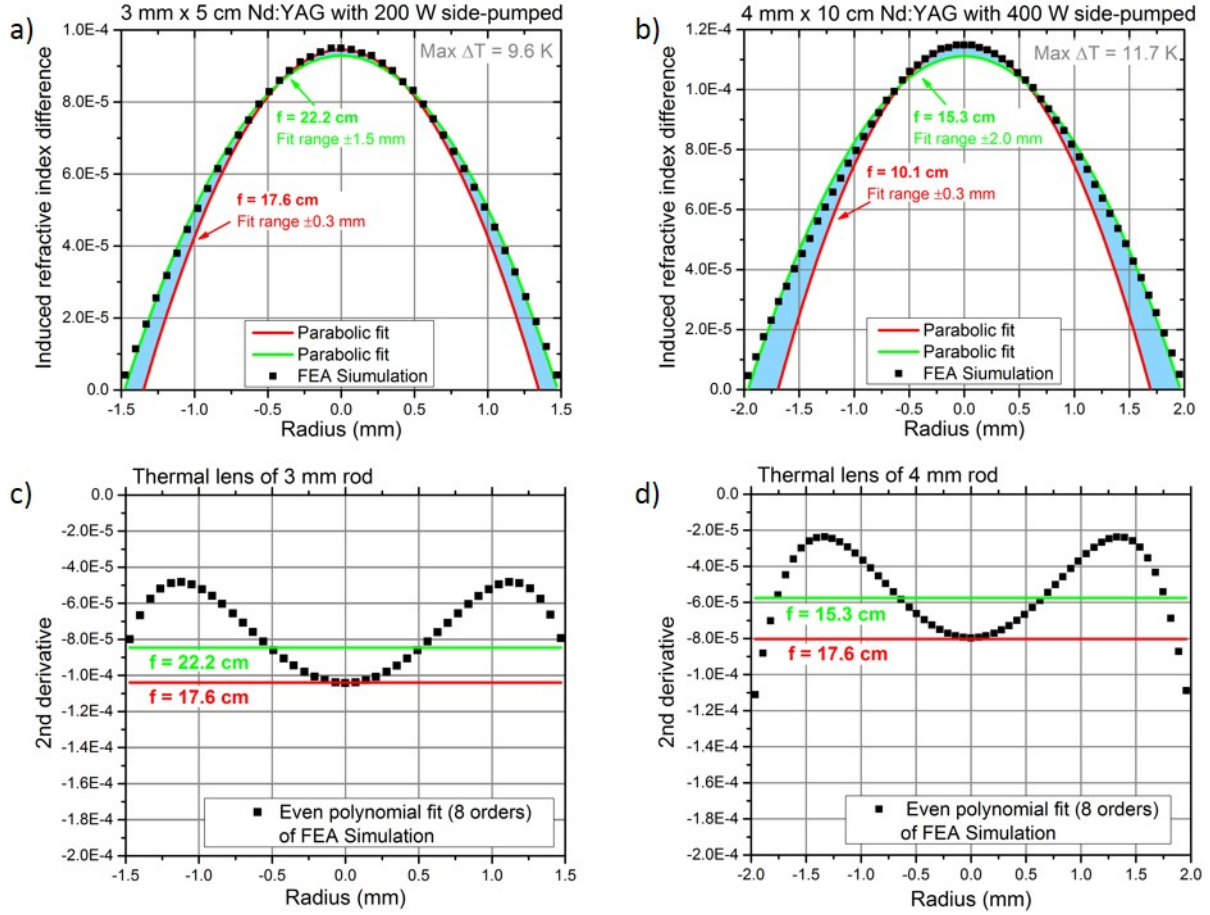 a)
3 mm x 5 cm Nd:YAG with 200 W side-pumped
Induced refractive index difference
1.0E-4
8.0E-5
6.0E-5
4.0E-5
2.0E-5
0.0
Max ΔT = 9.6 K
f = 22.2 cm
Fit range ±1.5 mm
f = 17.6 cm
Fit range ±0.3 mm
Parabolic fit
Parabolic fit
FEA Siumulation
-1.5 -1.0 -0.5 0.0 0.5 1.0 1.5
Radius (mm)
b)
4 mm x 10 cm Nd:YAG with 400 W side-pumped
Induced refractive index difference
1.2E-4
1.0E-4
8.0E-5
6.0E-5
4.0E-5
2.0E-5
0.0
Max ΔT = 11.7 K
f = 15.3 cm
Fit range ±2.0 mm
f = 10.1 cm
Fit range ±0.3 mm
Parabolic fit
Parabolic fit
FEA Siumulation
-2.0 -1.5 -1.0 -0.5 0.0 0.5 1.0 1.5 2.0
Radius (mm)
c)
Thermal lens of 3 mm rod
2nd derivative
0.0
-2.0E-5
-4.0E-5
-6.0E-5
-8.0E-5
-1.0E-4
-1.2E-4
-1.4E-4
-1.6E-4
-1.8E-4
-2.0E-4
f = 22.2 cm
f = 17.6 cm
Even polynomial fit (8 orders)
of FEA Simulation
-1.5 -1.0 -0.5 0.0 0.5 1.0 1.5
Radius (mm)
d)
Thermal lens of 4 mm rod
2nd derivative
0.0
-2.0E-5
-4.0E-5
-6.0E-5
-8.0E-5
-1.0E-4
-1.2E-4
-1.4E-4
-1.6E-4
-1.8E-4
-2.0E-4
f = 15.3 cm
f = 17.6 cm
Even polynomial fit (8 orders)
of FEA Simulation
-2.0 -1.5 -1.0 -0.5 0.0 0.5 1.0 1.5 2.0
Radius (mm)